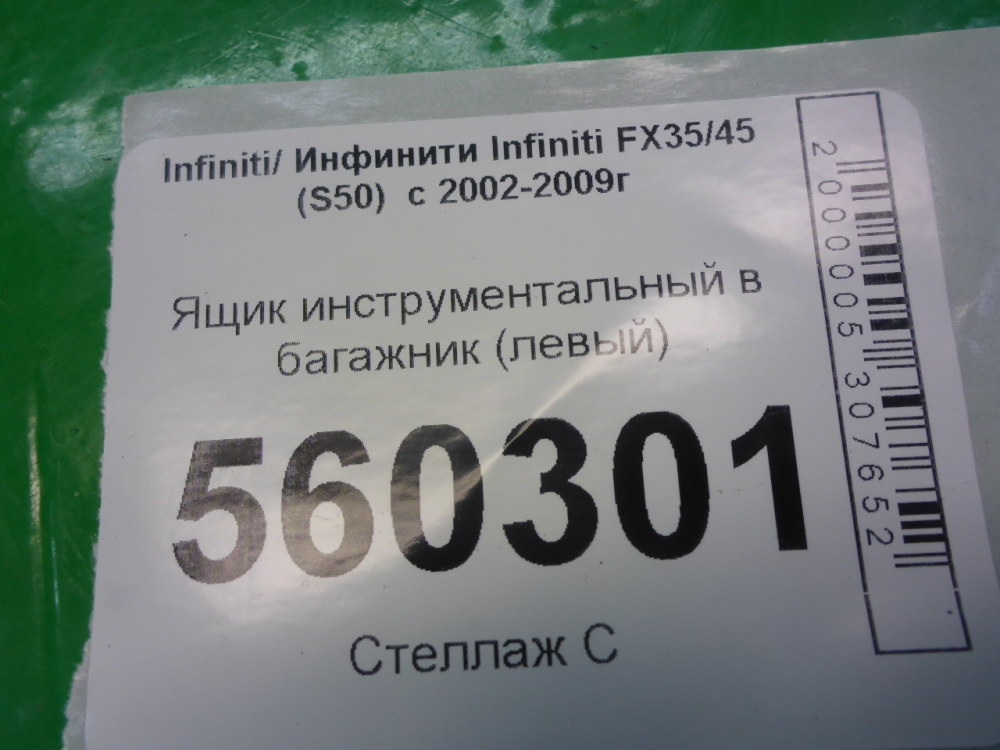 Infiniti/ Инфинити Infiniti FX35/45
(S50) с 2002-2009г
Ящик инструментальный в
багажник (левый)
560301
Стеллаж С
2000005307652